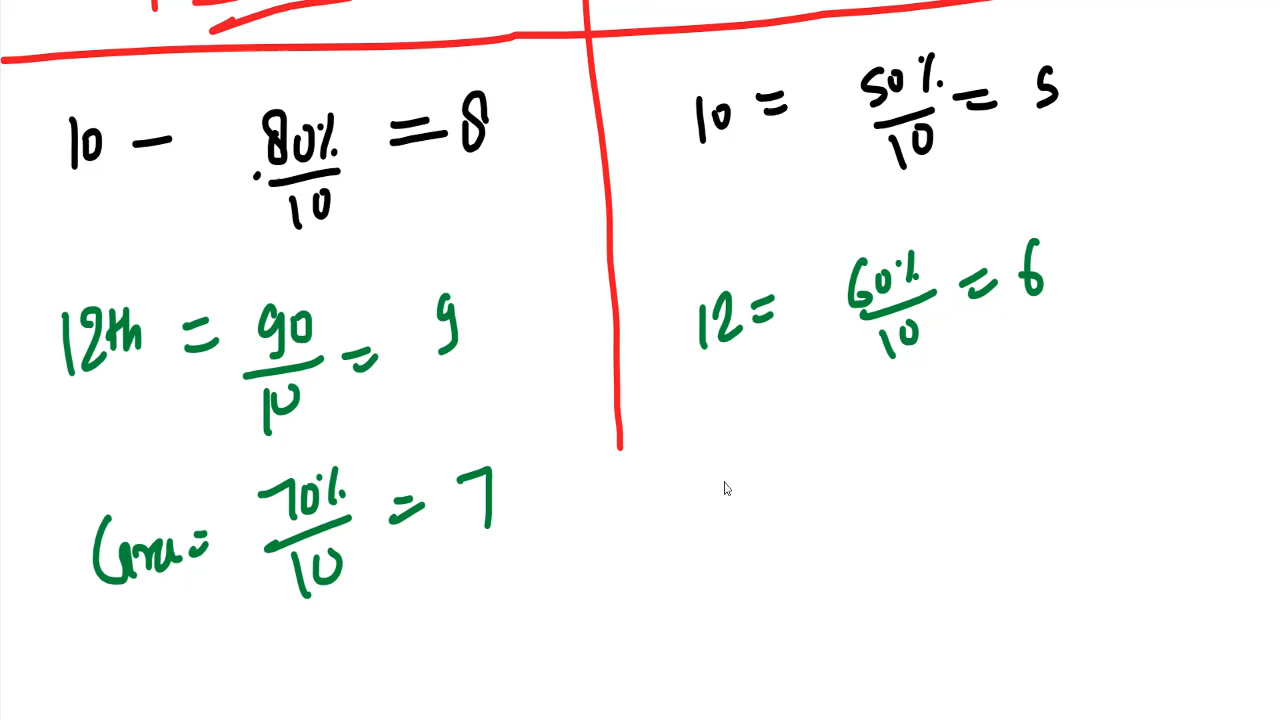 10 - 80% = 8
10
12th = 90 = 9
10
Gra = 70% = 7
10
10 = 50% = 5
10
12 = 60% = 6
10